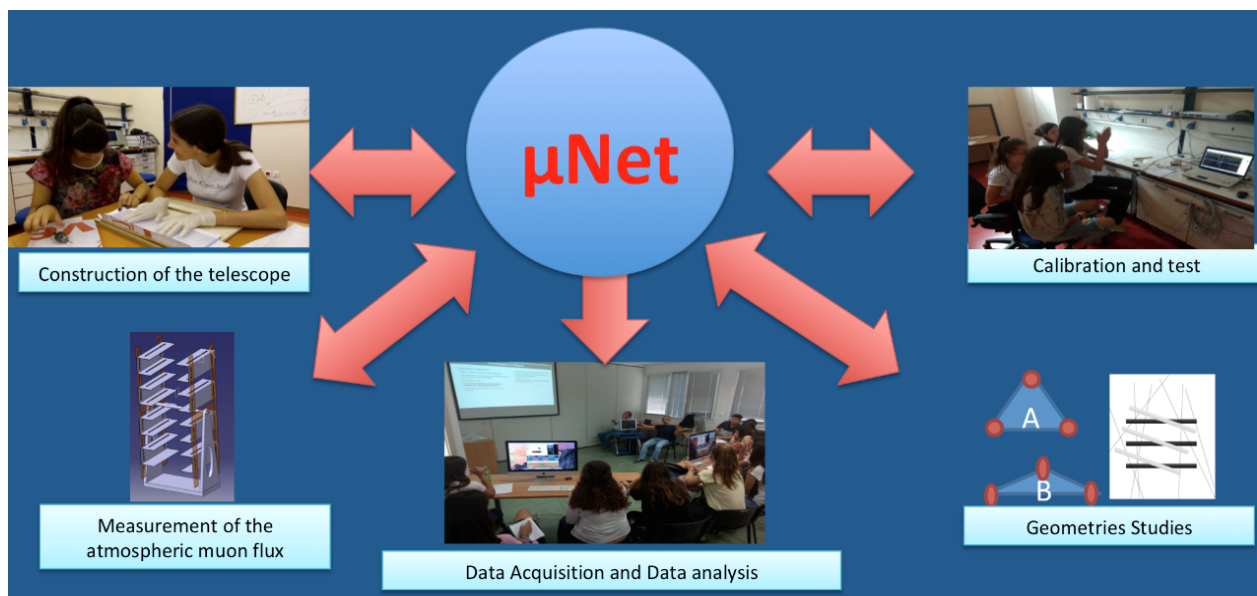 µNet
Construction of the telescope
Calibration and test
Measurement of the
atmospheric muon flux
Data Acquisition and Data analysis
A
B
Geometries Studies